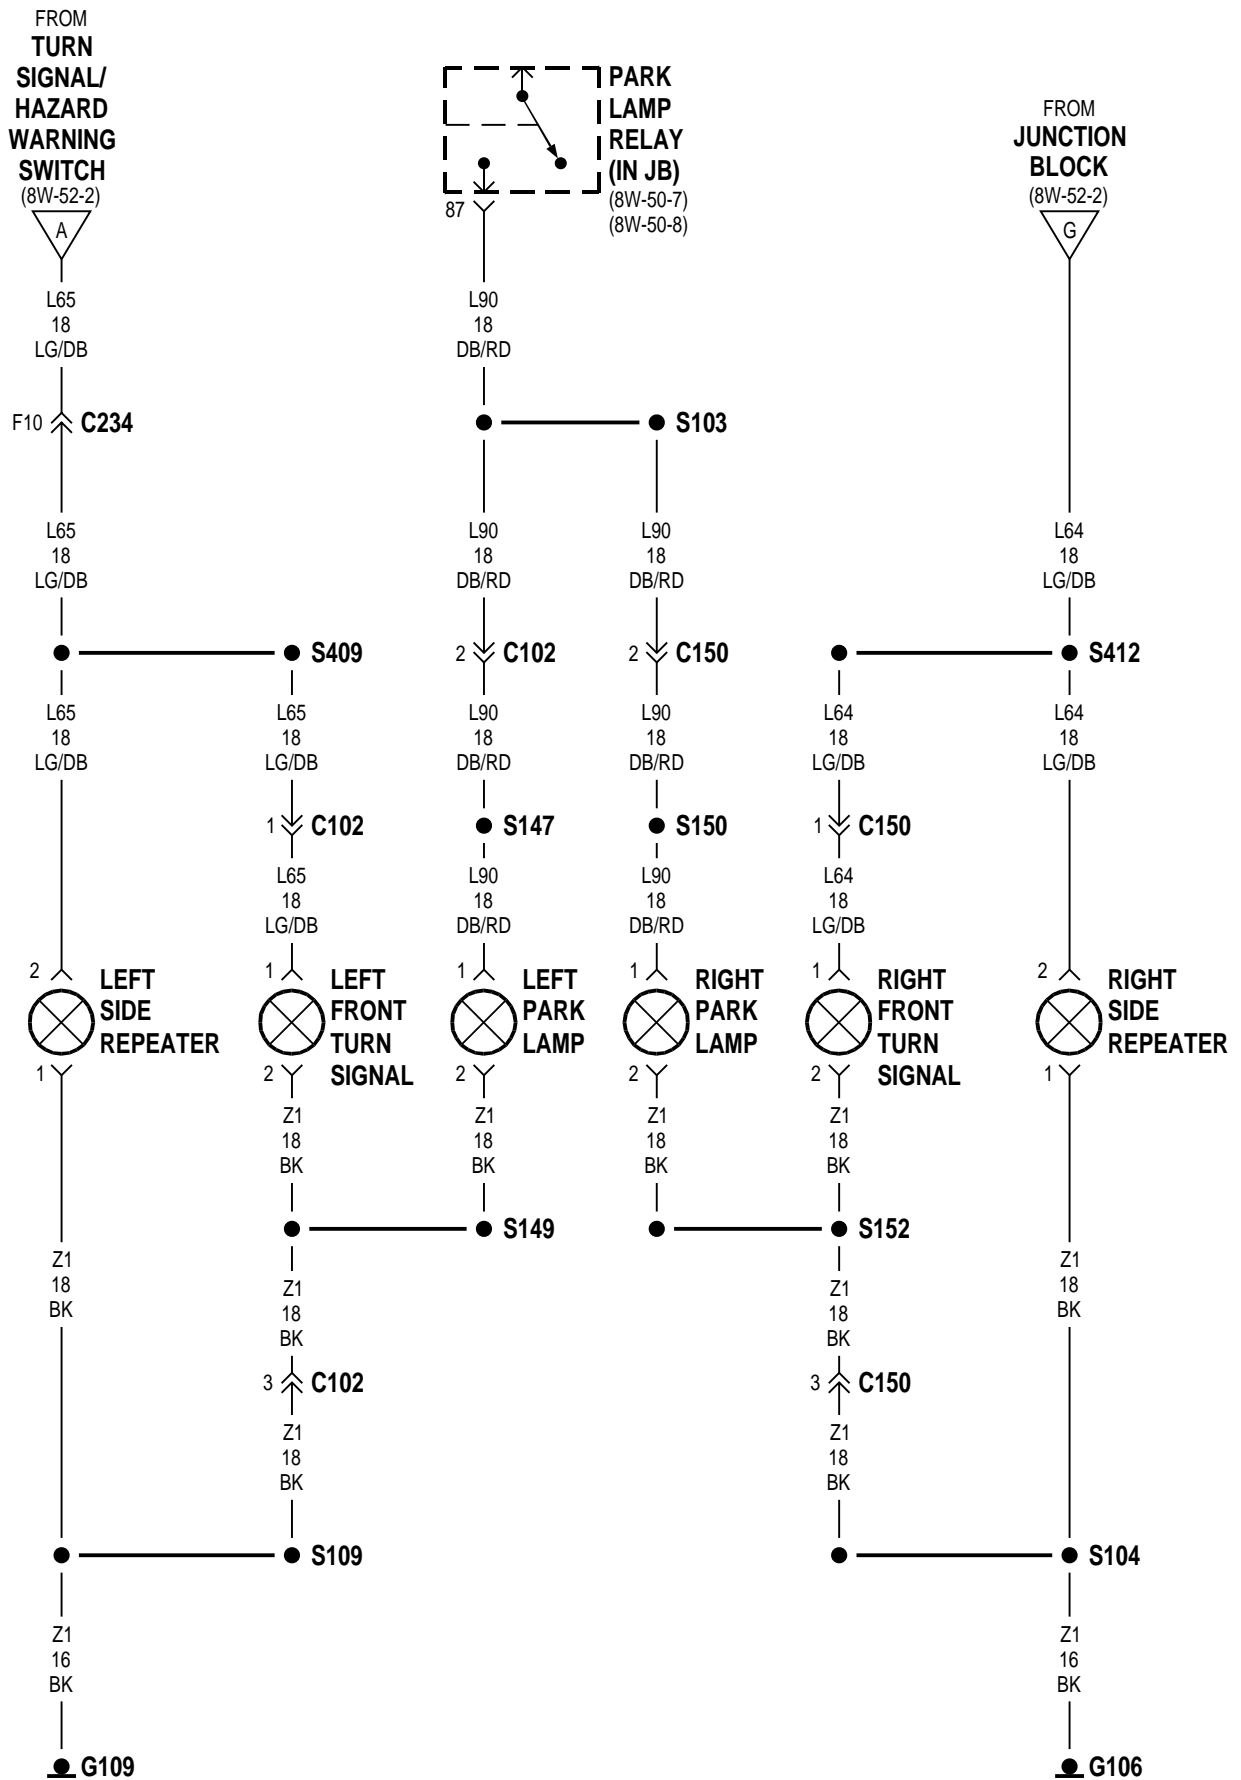 FROM
TURN
SIGNAL/
HAZARD
WARNING
SWITCH
(8W-52-2)
A
PARK
LAMP
RELAY
(IN JB)
(8W-50-7)
(8W-50-8)
87
FROM
JUNCTION
BLOCK
(8W-52-2)
G
L65
18
LG/DB
L90
18
DB/RD
F10 C234
S103
L65
18
LG/DB
L90
18
DB/RD
L90
18
DB/RD
L64
18
LG/DB
S409
2 C102
2 C150
S412
L65
18
LG/DB
L65
18
LG/DB
L90
18
DB/RD
L90
18
DB/RD
L64
18
LG/DB
L64
18
LG/DB
1 C102
S147
S150
1 C150
L65
18
LG/DB
L90
18
DB/RD
L90
18
DB/RD
L64
18
LG/DB
2
LEFT
SIDE
REPEATER
1
1
LEFT
FRONT
TURN
SIGNAL
2
1
LEFT
PARK
LAMP
2
1
RIGHT
PARK
LAMP
2
1
RIGHT
FRONT
TURN
SIGNAL
2
2
RIGHT
SIDE
REPEATER
1
Z1
18
BK
Z1
18
BK
Z1
18
BK
Z1
18
BK
S149
S152
Z1
18
BK
Z1
18
BK
Z1
18
BK
Z1
18
BK
3 C102
3 C150
Z1
18
BK
Z1
18
BK
S109
S104
Z1
16
BK
Z1
16
BK
G109
G106